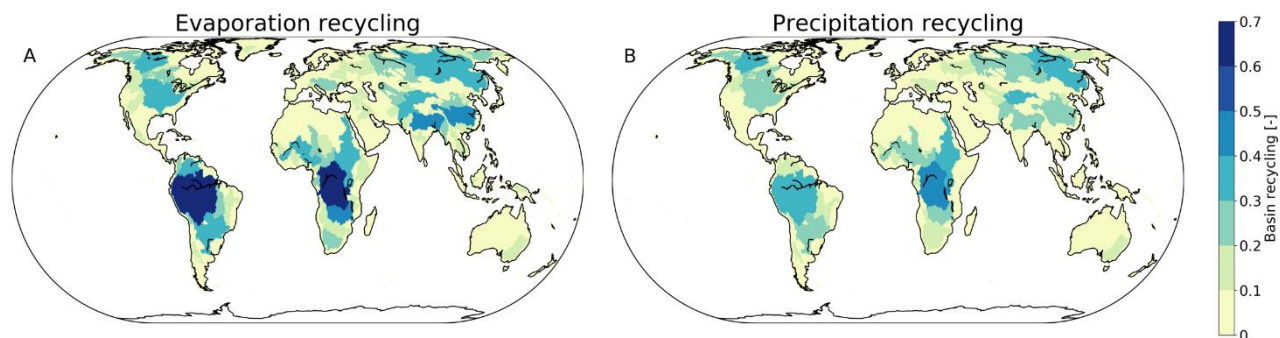 Evaporation recycling
Precipitation recycling
A
B
0.7
0.6
0.5
0.4
0.3
0.2
0.1
0
Basin recycling [-]